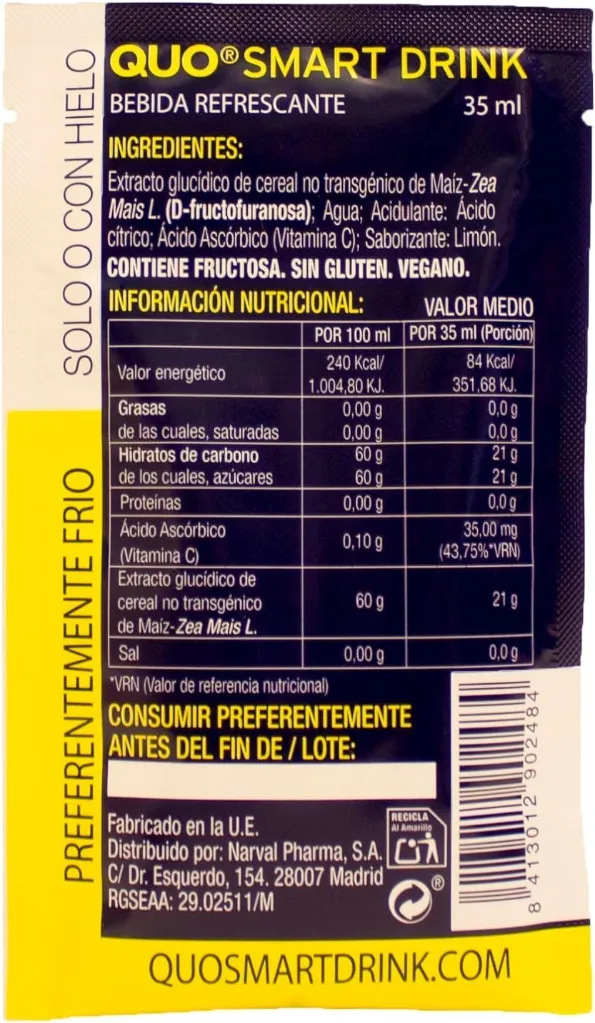 QUO® SMART DRINK
BEBIDA REFRESCANTE 35 ml
INGREDIENTES:
Extracto glucídico de cereal no transgénico de Maíz-Zea
Mais L. (D-fructofuranosa); Agua; Acidulante: Ácido
cítrico; Ácido Ascórbico (Vitamina C); Saborizante: Limón.
CONTIENE FRUCTOSA. SIN GLUTEN. VEGANO.
INFORMACIÓN NUTRICIONAL: VALOR MEDIO
POR 100 ml POR 35 ml (Porción)
Valor energético 240 Kcal/ 84 Kcal/
1.004,80 KJ. 351,68 KJ.
Grasas 0,00 g 0,0 g
de las cuales, saturadas 0,00 g 0.0 g
Hidratos de carbono 60 g 21 g
de los cuales, azúcares 60 g 21 g
Proteínas 0,00 g 0,0 g
Ácido Ascórbico
(Vitamina C) 0,10 g 35,00 mg
(43,75%*VRN)
Extracto glucídico de
cereal no transgénico 60 g 21 g
de Maíz-Zea Mais L.
Sal 0,00 g 0,0 g
*VRN (Valor de referencia nutricional)
CONSUMIR PREFERENTEMENTE
ANTES DEL FIN DE / LOTE:
Fabricado en la U.E.
Distribuido por: Narval Pharma, S.A.
C/ Dr. Esquerdo, 154. 28007 Madrid
RGSEAA: 29.02511/M
RECICLA
Al Amarillo
®
8 413012 902484
SOLO O CON HIELO
PREFERENTEMENTE FRIO
QUOSMARTDRINK.COM